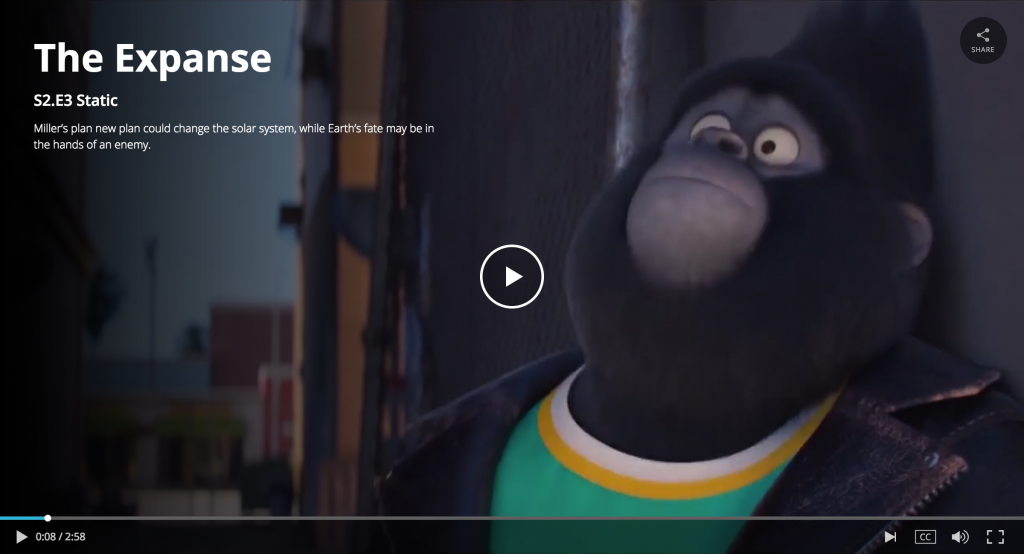 The Expanse
SHARE
S2.E3 Static
Miller's plan new plan could change the solar system, while Earth's fate may be in
the hands of an enemy.
0:08 / 2:58
CC